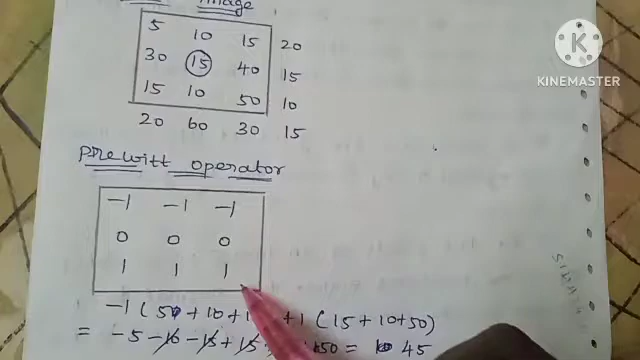 Image
5 10 15 20
30 15 40 15
15 10 50 10
20 60 30 15
KINEMASTER
Prewitt operator
-1 -1 -1
0 0 0
1 1 1
-1 (50 + 10 + 1 +1 (15 + 10 + 50)
= -5 -10 -15 +15 +50 = 45